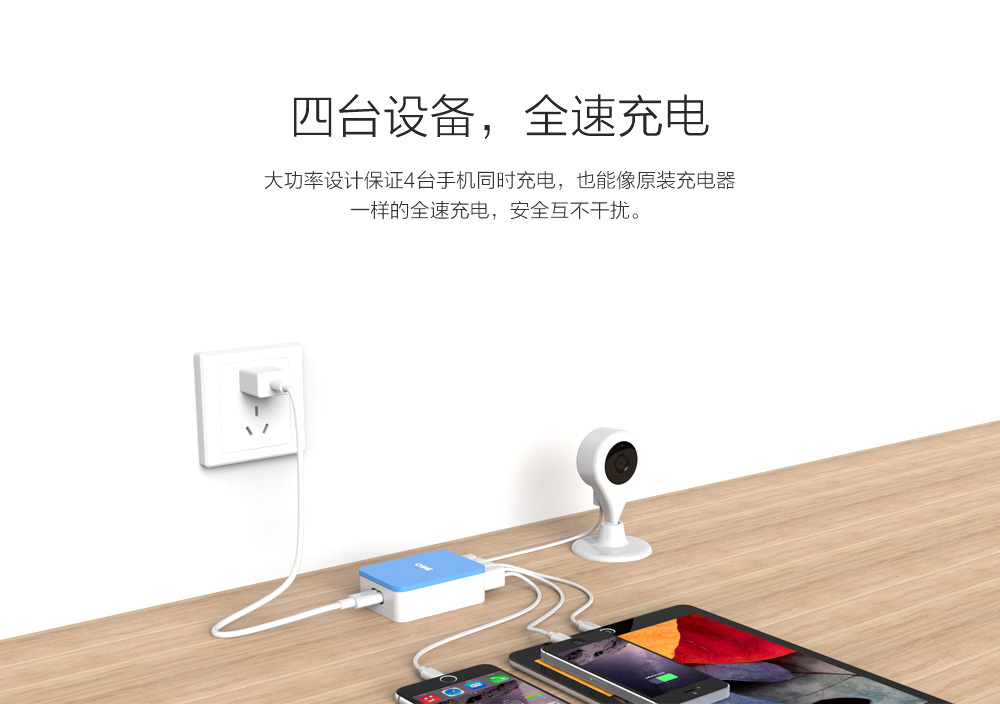 四台设备，全速充电
大功率设计保证4台手机同时充电，也能像原装充电器
一样的全速充电，安全互不干扰。